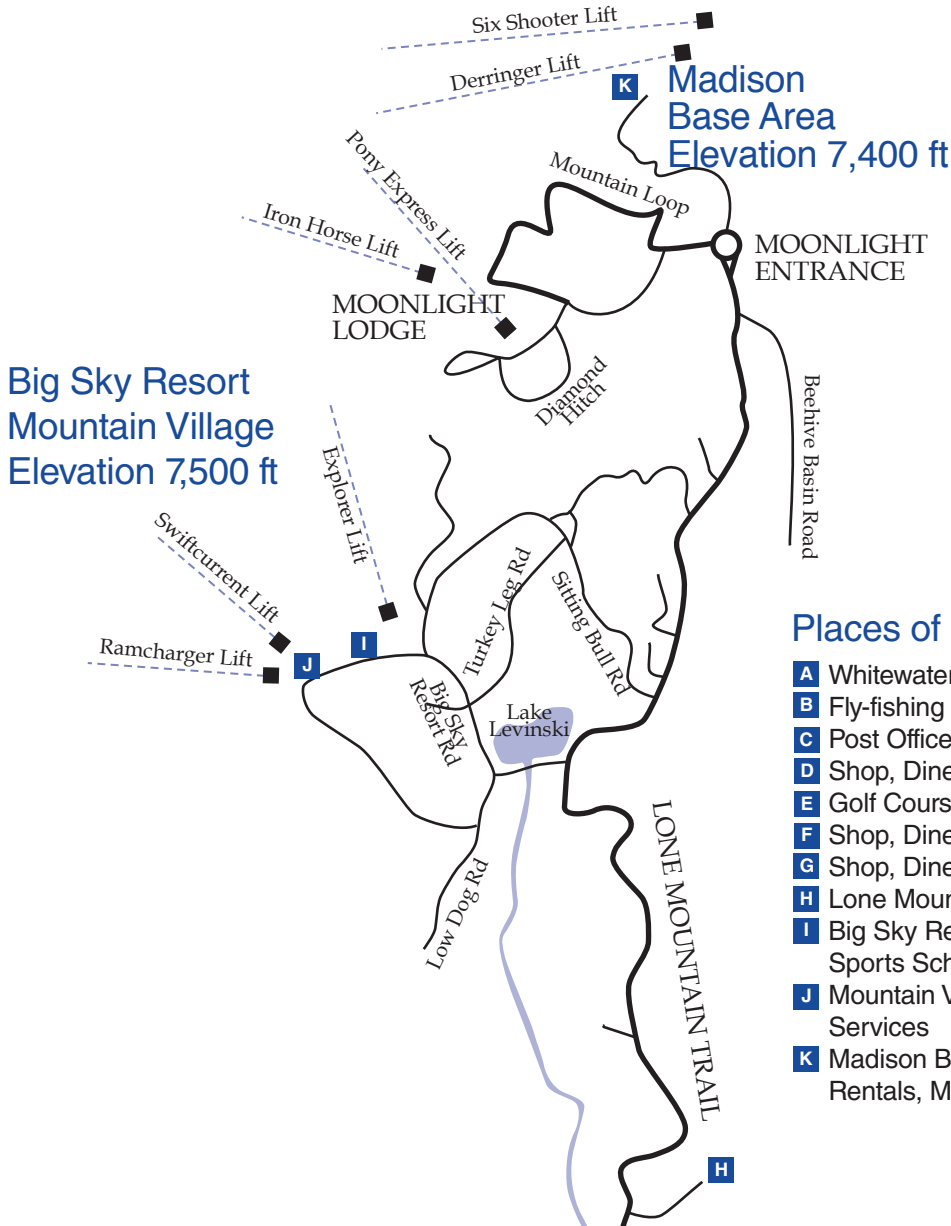 Six Shooter Lift
Derringer Lift
K
Madison
Base Area
Elevation 7,400 ft
Pony Express Lift
Mountain Loop
Iron Horse Lift
MOONLIGHT
ENTRANCE
MOONLIGHT
LODGE
Diamond
Hitch
Big Sky Resort
Mountain Village
Elevation 7,500 ft
Beehive Basin Road
Explorer Lift
Swiftcurrent Lift
Turkey Leg Rd
Sitting Bull Rd
Ramcharger Lift
I
J
Big Sky
Resort Rd
Lake
Levinski
Low Dog Rd
LONE MOUNTAIN TRAIL
H
Places of
A Whitewater
B Fly-fishing
C Post Office
D Shop, Dine
E Golf Cours
F Shop, Dine
G Shop, Dine
H Lone Moun
I Big Sky Re
Sports Sch
J Mountain V
Services
K Madison B
Rentals, M